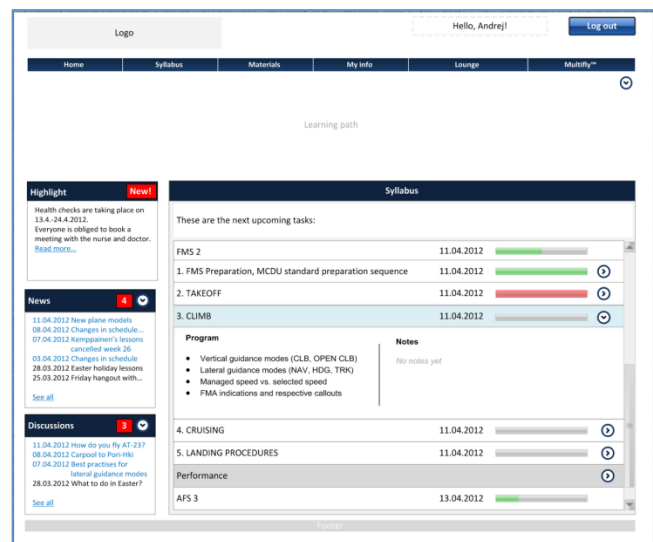 Logo
Hello, Andrej!
Log out
Home Syllabus Materials My info Lounge Multifly™
Learning path
Highlight New!
Health checks are taking place on
13.4.-24.4.2012.
Everyone is obliged to book a
meeting with the nurse and doctor.
Read more...
News 4
11.04.2012 New plane models
08.04.2012 Changes in schedule...
07.04.2012 Kemppainen's lessons
cancelled week 26
03.04.2012 Changes in schedule
28.03.2012 Easter holiday lessons
25.03.2012 Friday hangout with...
See all
Discussions 3
11.04.2012 How do you fly AT-23?
08.04.2012 Carpool to Pori-Hki
07.04.2012 Best practises for
lateral guidance modes
28.03.2012 What to do in Easter?
See all
Syllabus
These are the next upcoming tasks:
FMS 2 11.04.2012
1. FMS Preparation, MCDU standard preparation sequence 11.04.2012
2. TAKEOFF 11.04.2012
3. CLIMB 11.04.2012
Program
• Vertical guidance modes (CLB, OPEN CLB)
• Lateral guidance modes (NAV, HDG, TRK)
• Managed speed vs. selected speed
• FMA indications and respective callouts
Notes
No notes yet
4. CRUISING 11.04.2012
5. LANDING PROCEDURES 11.04.2012
Performance
AFS 3 13.04.2012
Footer